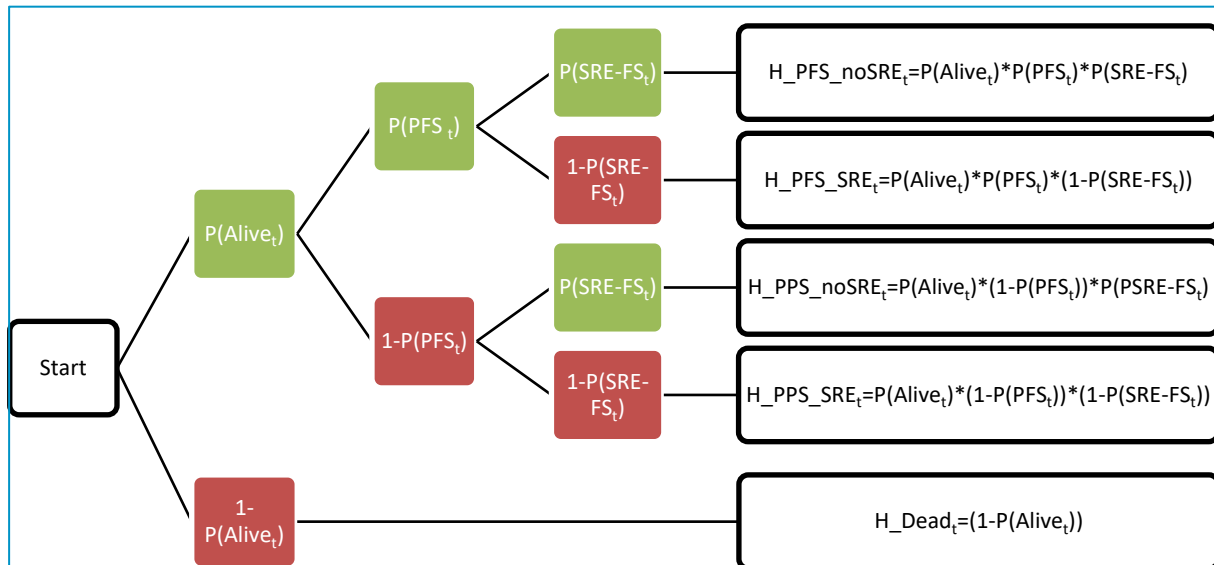 P(SRE-FSₜ)
H_PFS_noSREₜ=P(Aliveₜ)*P(PFSₜ)*P(SRE-FSₜ)
P(PFS ₜ)
1-P(SRE-
FSₜ)
H_PFS_SREₜ=P(Aliveₜ)*P(PFSₜ)*(1-P(SRE-FSₜ))
P(Aliveₜ)
P(SRE-FSₜ)
H_PPS_noSREₜ=P(Aliveₜ)*(1-P(PFSₜ))*P(PSRE-FSₜ)
1-P(PFSₜ)
Start
1-P(SRE-
FSₜ)
H_PPS_SREₜ=P(Aliveₜ)*(1-P(PFSₜ))*(1-P(SRE-FSₜ))
1-
P(Aliveₜ)
H_Deadₜ=(1-P(Aliveₜ))